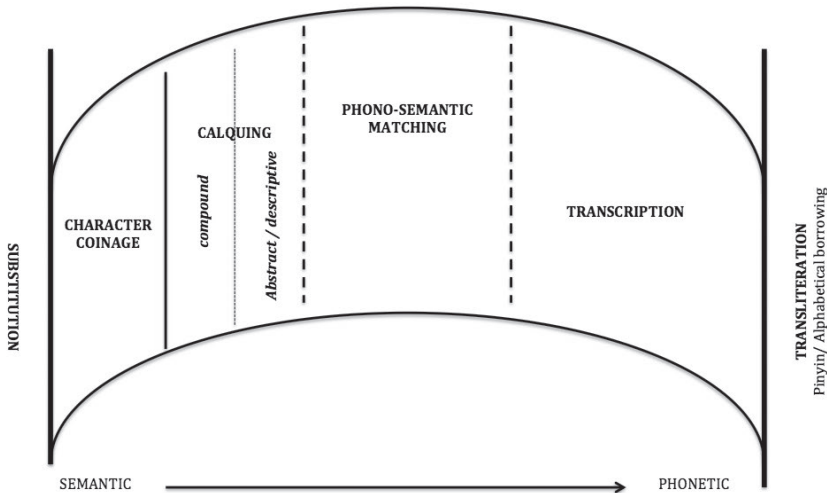 PHONO-SEMANTIC
MATCHING
CALQUING
compound
Abstract / descriptive
CHARACTER
COINAGE
TRANSCRIPTION
SUBSTITUTION
TRANSLITERATION
Pinyin/ Alphabetical borrowing
SEMANTIC
PHONETIC